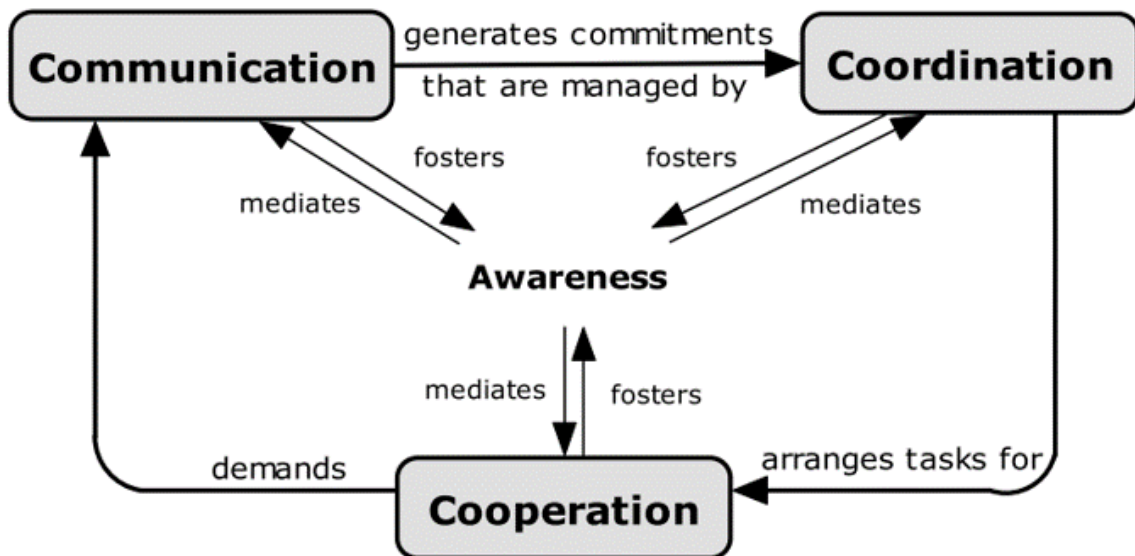 generates commitments
Communication
Coordination
that are managed by
fosters
fosters
mediates
mediates
Awareness
mediates
fosters
demands
arranges tasks for
Cooperation